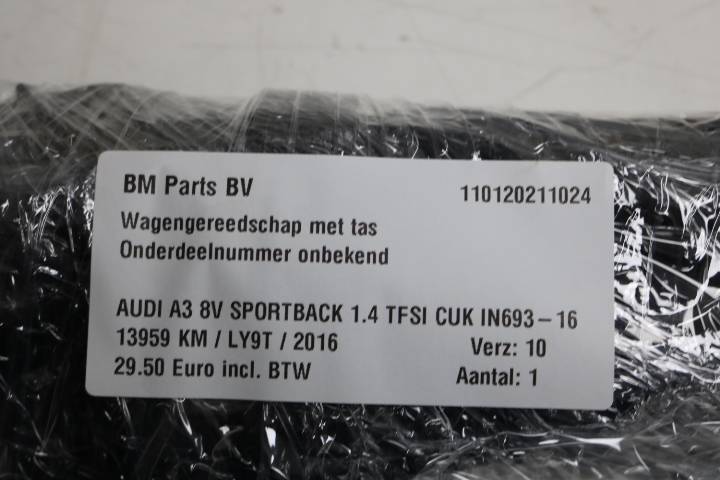 BM Parts BV 110120211024
Wagengereedschap met tas
Onderdeelnummer onbekend
AUDI A3 8V SPORTBACK 1.4 TFSI CUK IN693-16
13959 KM / LY9T / 2016 Verz: 10
29.50 Euro incl. BTW Aantal: 1